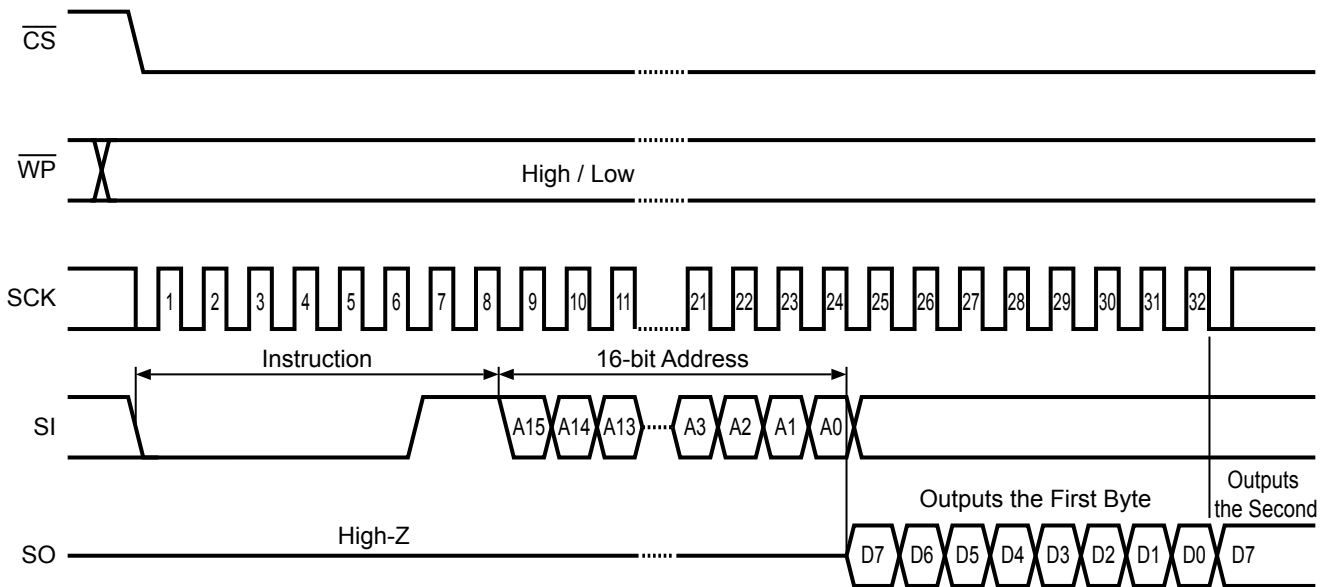 CS
WP
High / Low
SCK
1 2 3 4 5 6 7 8 9 10 11 21 22 23 24 25 26 27 28 29 30 31 32
Instruction
16-bit Address
SI
A15 A14 A13 A3 A2 A1 A0
Outputs the First Byte
Outputs
the Second
High-Z
SO
D7 D6 D5 D4 D3 D2 D1 D0 D7